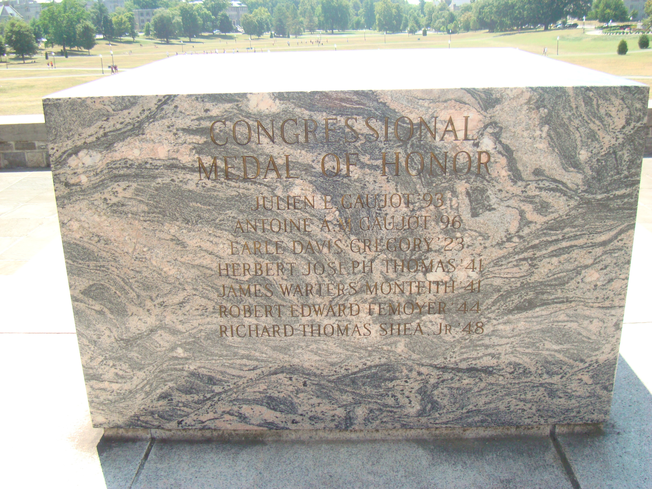 CONGRESSIONAL
MEDAL OF HONOR
JULIEN E. GAUJOT '93
ANTOINE A. M. GAUJOT '96
EARLE DAVIS GREGORY '23
HERBERT JOSEPH THOMAS '41
JAMES WARTERS MONTEITH '41
ROBERT EDWARD FEMOYER '44
RICHARD THOMAS SHEA, JR '48